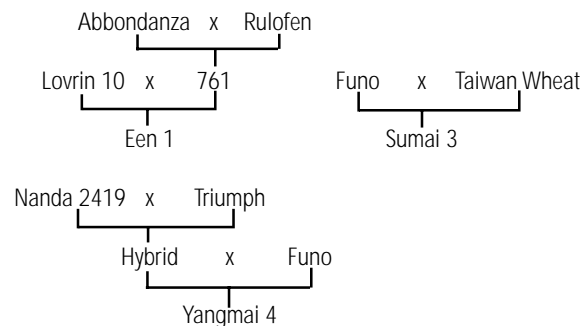 Abbondanza x Rulofen
Lovrin 10 x 761
Een 1
Funo x Taiwan Wheat
Sumai 3
Nanda 2419 x Triumph
Hybrid x Funo
Yangmai 4